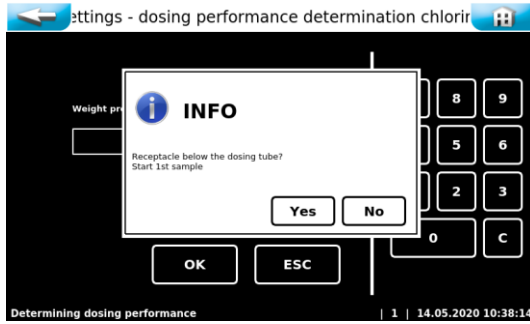 ettings - dosing performance determination chlorin
Weight pr
INFO
Receptacle below the dosing tube?
Start 1st sample
Yes
No
8
9
5
6
2
3
0
C
OK
ESC
Determining dosing performance | 1 | 14.05.2020 10:38:14